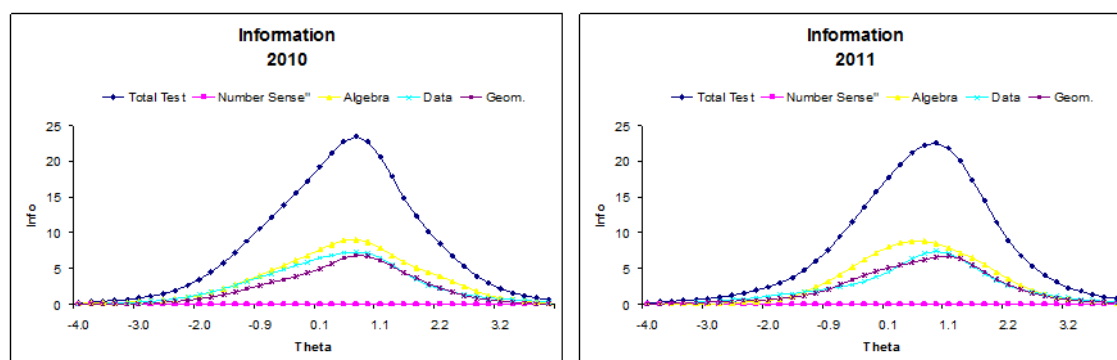 Information
2010
Total Test Number Sense" Algebra Data Geom.
25
20
15
10
5
0
Info
-4.0 -3.0 -2.0 -0.9 0.1 1.1 2.2 3.2
Theta
Information
2011
Total Test Number Sense" Algebra Data Geom.
25
20
15
10
5
0
Info
-4.0 -3.0 -2.0 -0.9 0.1 1.1 2.2 3.2
Theta